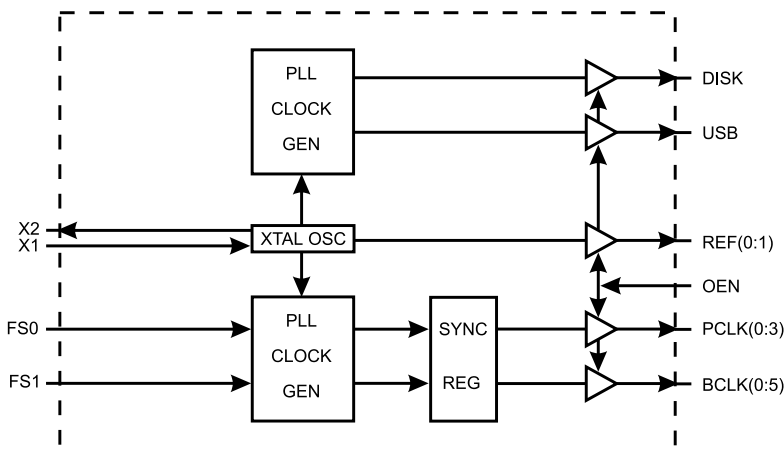 PLL
CLOCK
GEN
DISK
USB
X2
X1
XTAL OSC
REF(0:1)
OEN
FS0
FS1
PLL
CLOCK
GEN
SYNC
REG
PCLK(0:3)
BCLK(0:5)